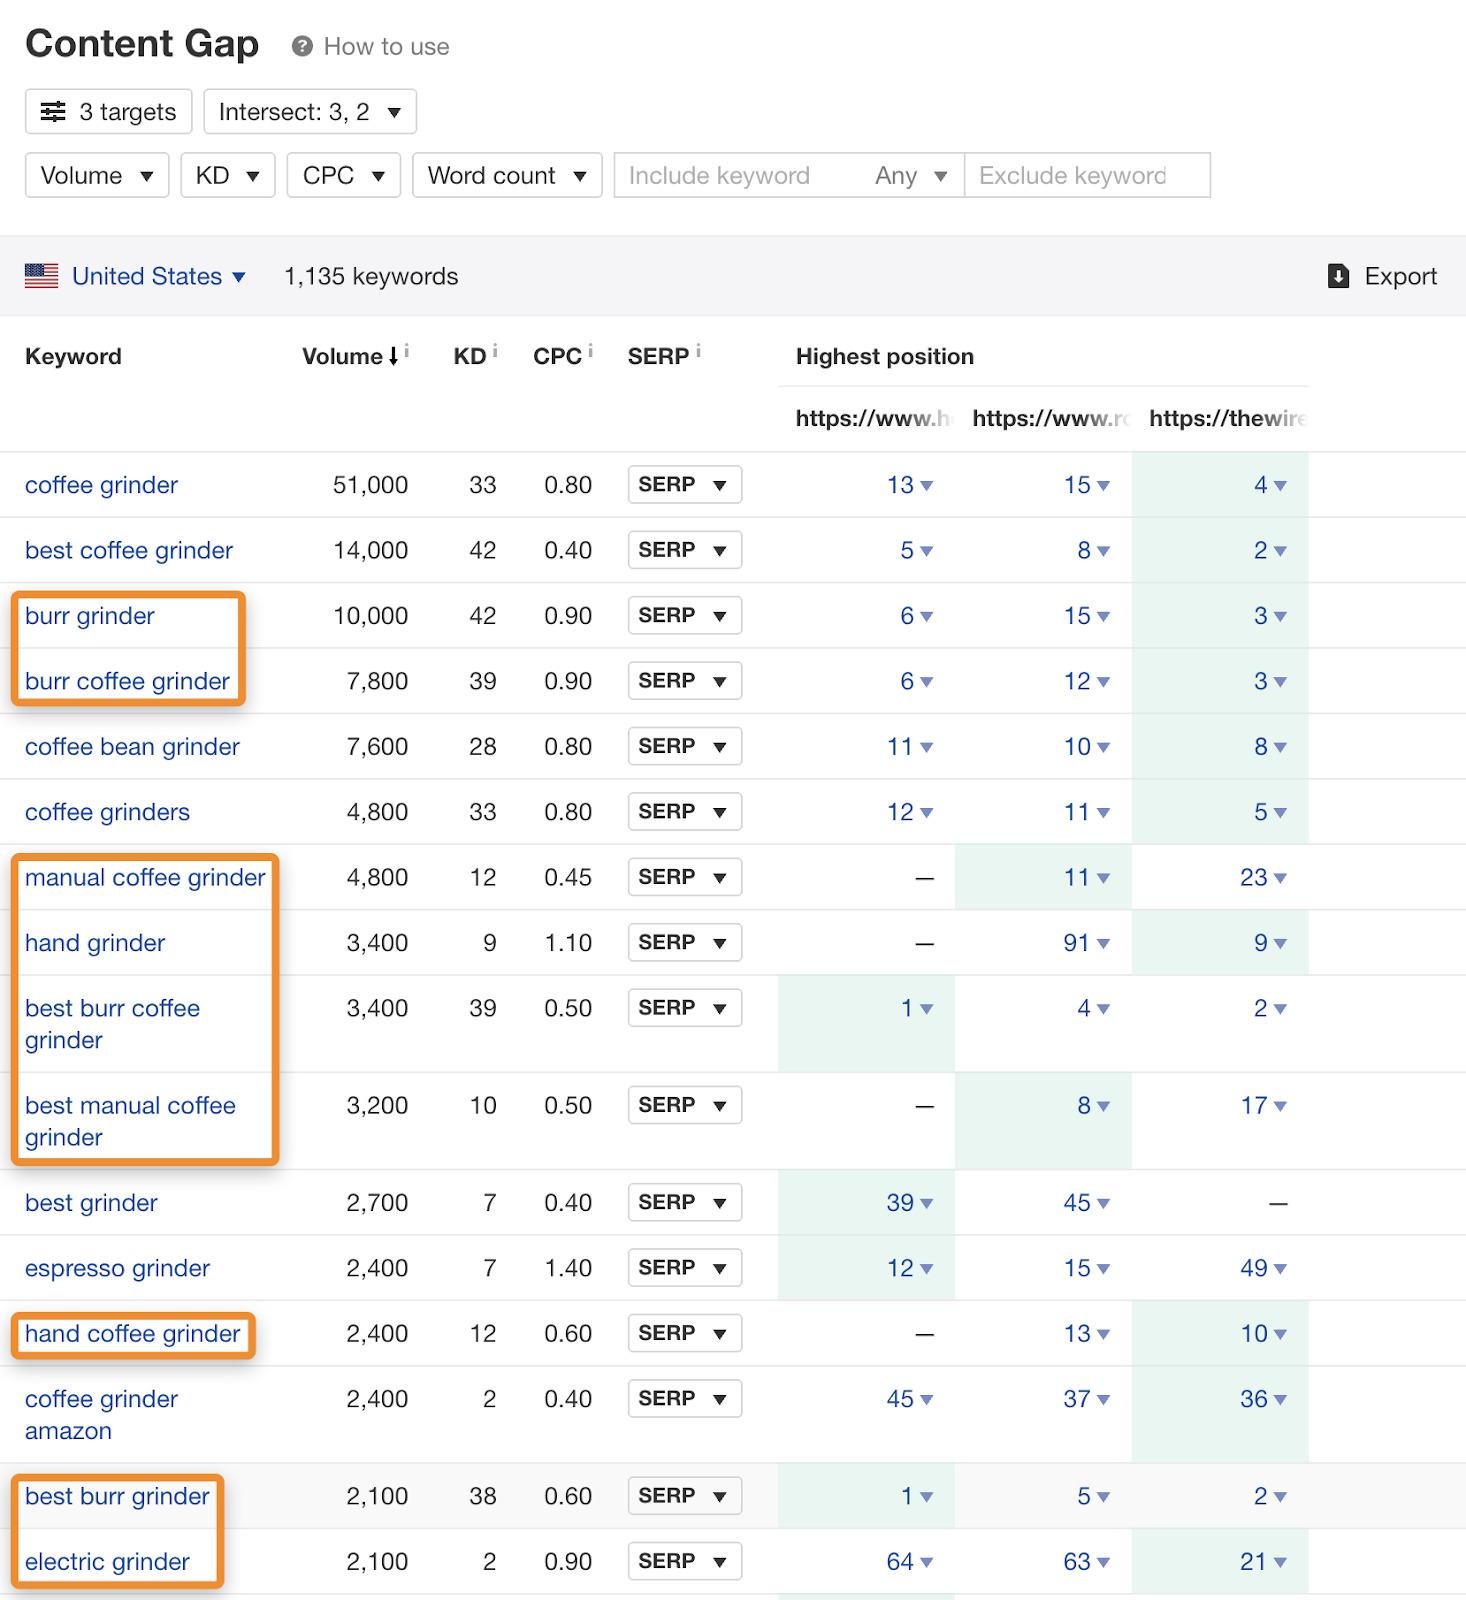 Content Gap ? How to use
3 targets Intersect: 3, 2
Volume KD CPC Word count Include keyword Any Exclude keyword
United States 1,135 keywords Export
Keyword Volume i KD i CPC i SERP i Highest position
https://www.h https://www.r https://thewire
coffee grinder 51,000 33 0.80 SERP 13 15 4
best coffee grinder 14,000 42 0.40 SERP 5 8 2
burr grinder 10,000 42 0.90 SERP 6 15 3
burr coffee grinder 7,800 39 0.90 SERP 6 12 3
coffee bean grinder 7,600 28 0.80 SERP 11 10 8
coffee grinders 4,800 33 0.80 SERP 12 11 5
manual coffee grinder 4,800 12 0.45 SERP — 11 23
hand grinder 3,400 9 1.10 SERP — 91 9
best burr coffee 3,400 39 0.50 SERP 1 4 2
grinder
best manual coffee 3,200 10 0.50 SERP — 8 17
grinder
best grinder 2,700 7 0.40 SERP 39 45 —
espresso grinder 2,400 7 1.40 SERP 12 15 49
hand coffee grinder 2,400 12 0.60 SERP — 13 10
coffee grinder 2,400 2 0.40 SERP 45 37 36
amazon
best burr grinder 2,100 38 0.60 SERP 1 5 2
electric grinder 2,100 2 0.90 SERP 64 63 21